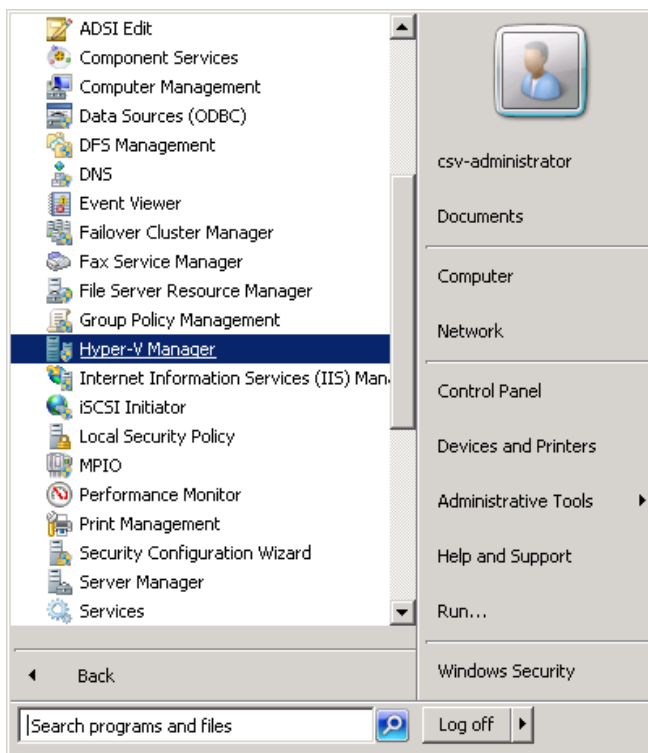 ADSI Edit
Component Services
Computer Management
Data Sources (ODBC)
DFS Management
DNS
Event Viewer
Failover Cluster Manager
Fax Service Manager
File Server Resource Manager
Group Policy Management
Hyper-V Manager
Internet Information Services (IIS) Man
iSCSI Initiator
Local Security Policy
MPIO
Performance Monitor
Print Management
Security Configuration Wizard
Server Manager
Services
Back
Search programs and files
csv-administrator
Documents
Computer
Network
Control Panel
Devices and Printers
Administrative Tools
Help and Support
Run...
Windows Security
Log off